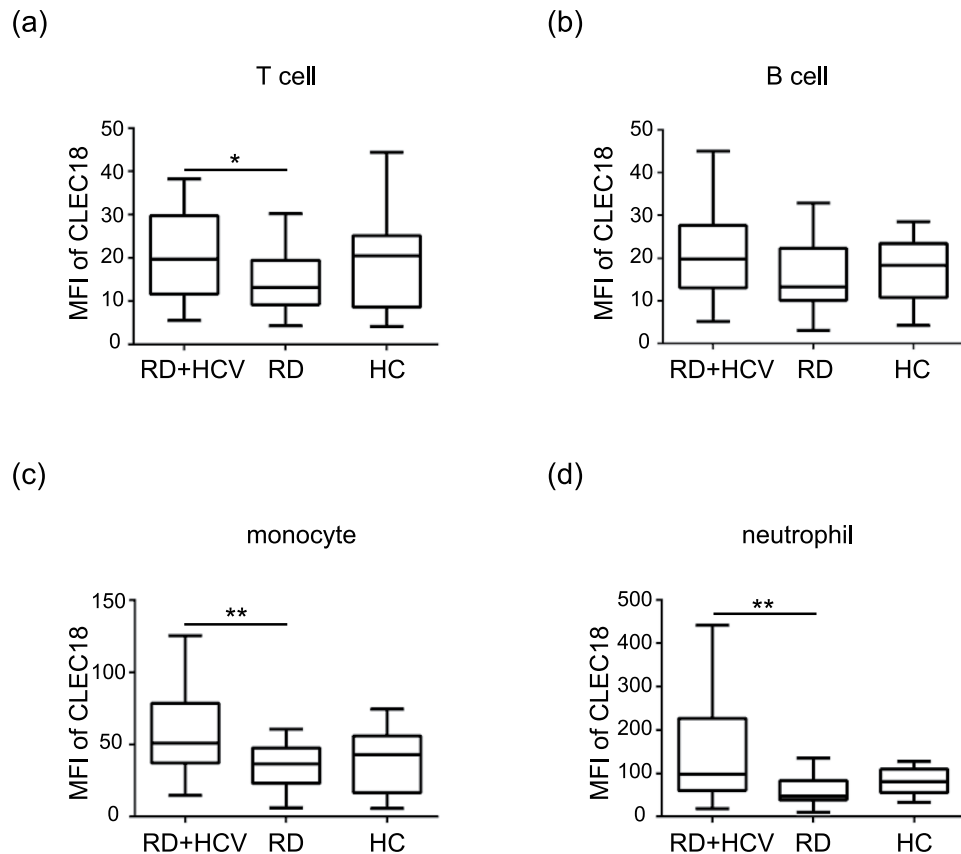 (a)
T cell
MFI of CLEC18
50
40
30
20
10
0
*
RD+HCV RD HC
(b)
B cell
MFI of CLEC18
50
40
30
20
10
0
RD+HCV RD HC
(c)
monocyte
MFI of CLEC18
150
100
50
0
**
RD+HCV RD HC
(d)
neutrophil
MFI of CLEC18
500
400
300
200
100
0
**
RD+HCV RD HC